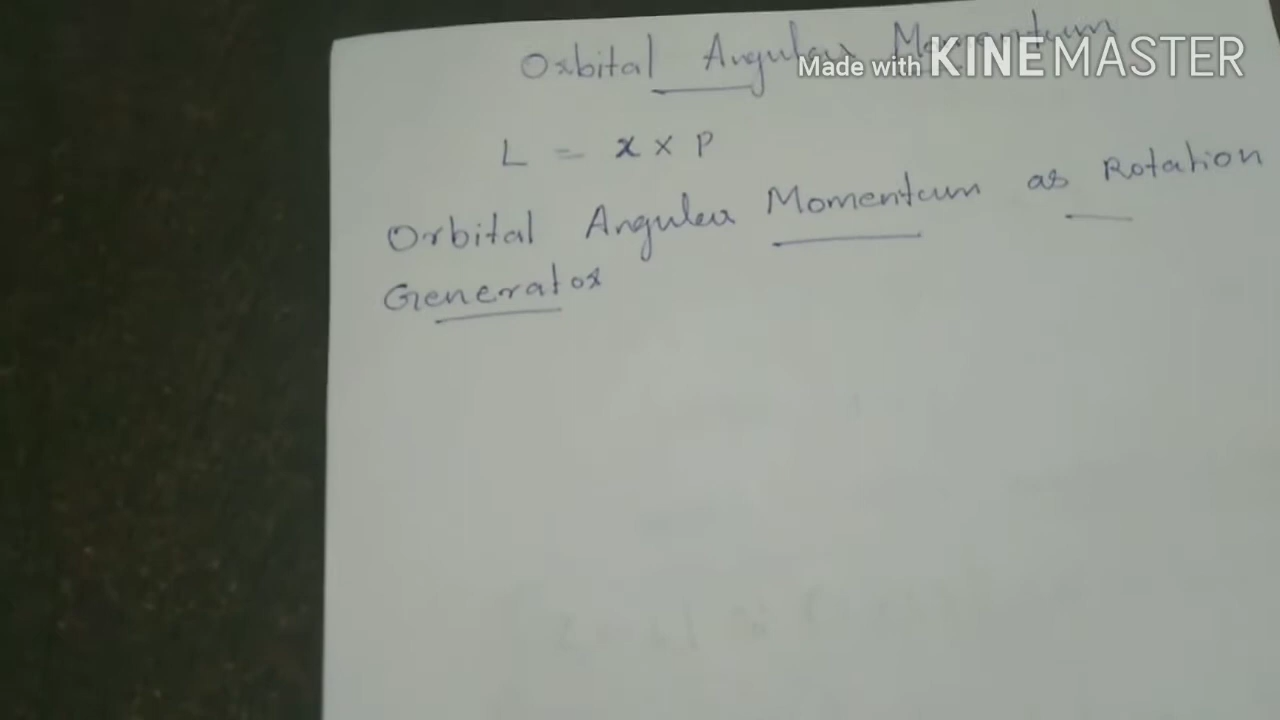 Orbital Angular Momentum
Made with KINEMASTER
L = x × P
Orbital Angular Momentum as Rotation
Generator